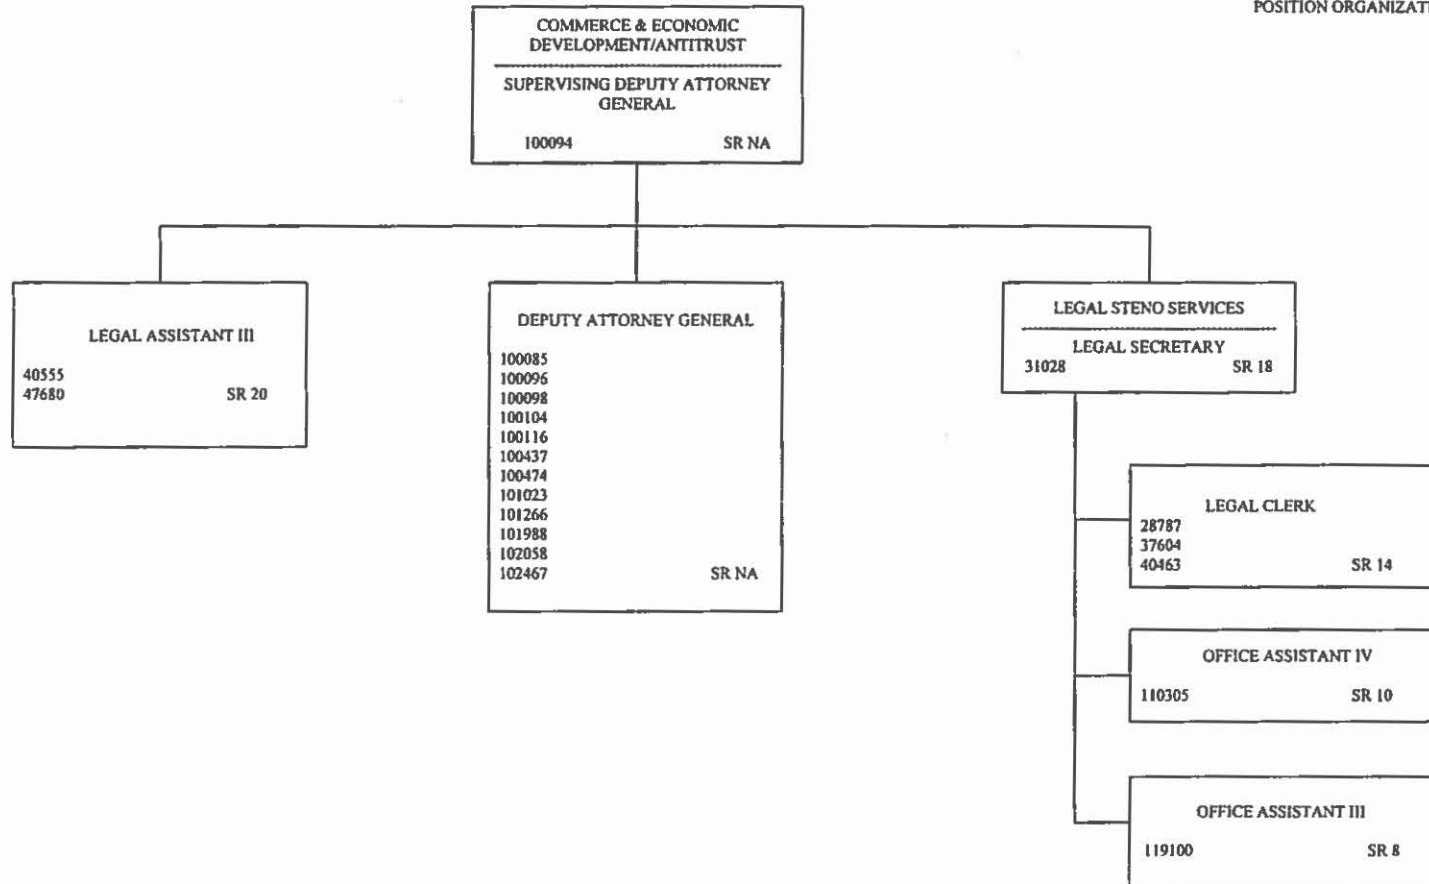 POSITION ORGANIZATI
COMMERCE & ECONOMIC
DEVELOPMENT/ANTITRUST
SUPERVISING DEPUTY ATTORNEY
GENERAL
100094 SR NA
LEGAL ASSISTANT III
40555
47680 SR 20
DEPUTY ATTORNEY GENERAL
100085
100096
100098
100104
100116
100437
100474
101023
101266
101988
102058
102467 SR NA
LEGAL STENO SERVICES
LEGAL SECRETARY
31028 SR 18
LEGAL CLERK
28787
37604
40463 SR 14
OFFICE ASSISTANT IV
110305 SR 10
OFFICE ASSISTANT III
119100 SR 8